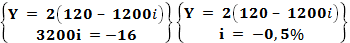 {Y = 2(120 - 1200i)} {Y = 2(120 - 1200i)}
{3200i = -16} {i = -0,5%}